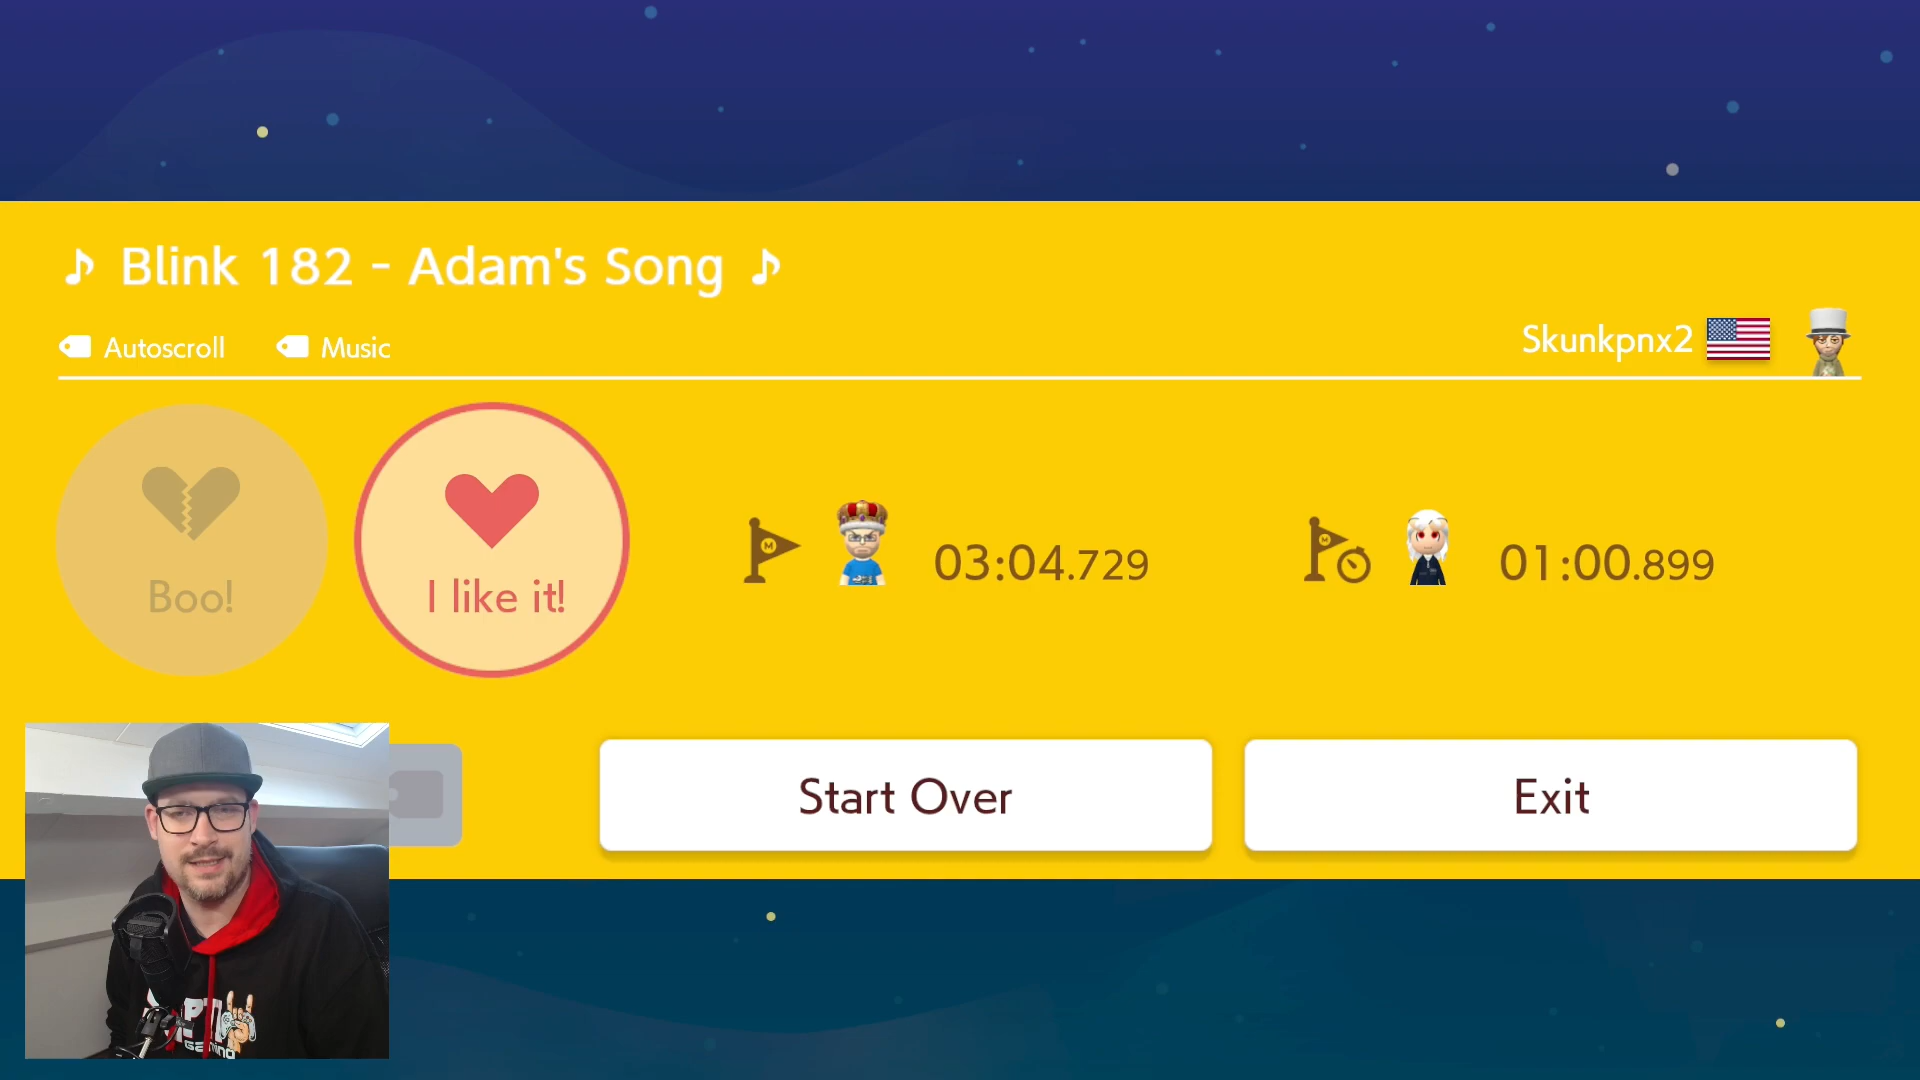 ♪ Blink 182 - Adam's Song ♪
Autoscroll Music
Skunkpnx2
Boo!
I like it!
03:04.729
01:00.899
Start Over
Exit
GAMING